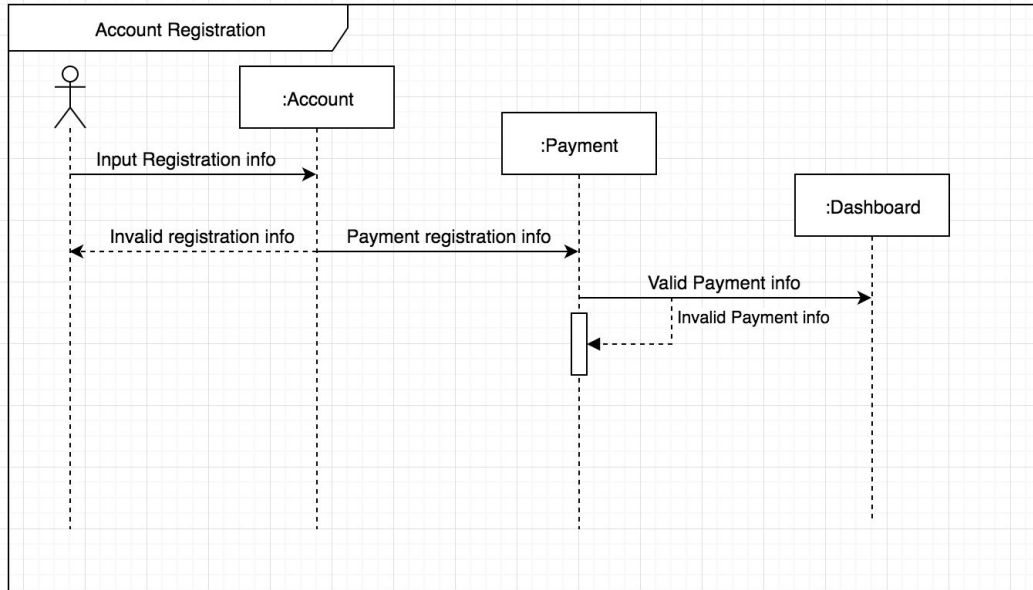 Account Registration
:Account
:Payment
Input Registration info
:Dashboard
Invalid registration info
Payment registration info
Valid Payment info
Invalid Payment info